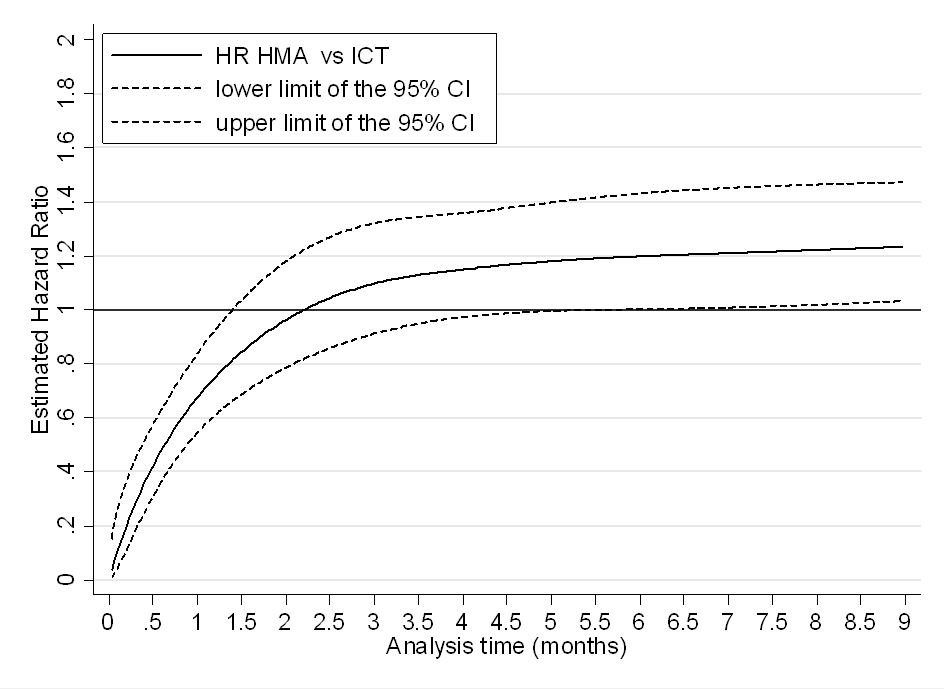 HR HMA  vs ICT
lower limit of the 95% CI
upper limit of the 95% CI
Estimated Hazard Ratio
2
1.8
1.6
1.4
1.2
1
.8
.6
.4
.2
0
0 .5 1 1.5 2 2.5 3 3.5 4 4.5 5 5.5 6 6.5 7 7.5 8 8.5 9
Analysis time (months)